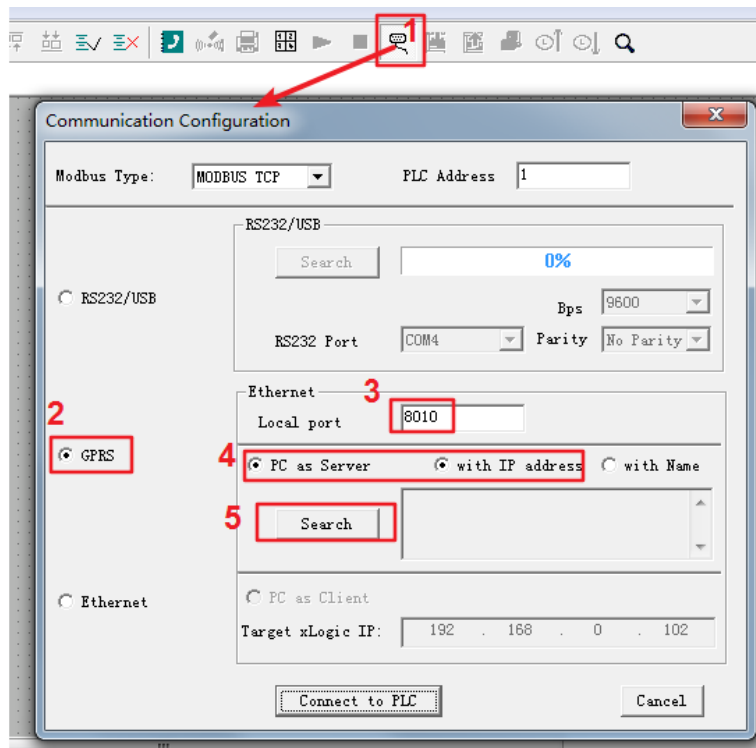 1
Communication Configuration
Modbus Type: MODBUS TCP PLC Address 1
RS232/USB
Search 0%
RS232/USB
Bps 9600
RS232 Port COM4 Parity No Parity
Ethernet
3
Local port 8010
2
GPRS
4
PC as Server with IP address with Name
5
Search
Ethernet
PC as Client
Target xLogic IP: 192 . 168 . 0 . 102
Connect to PLC Cancel